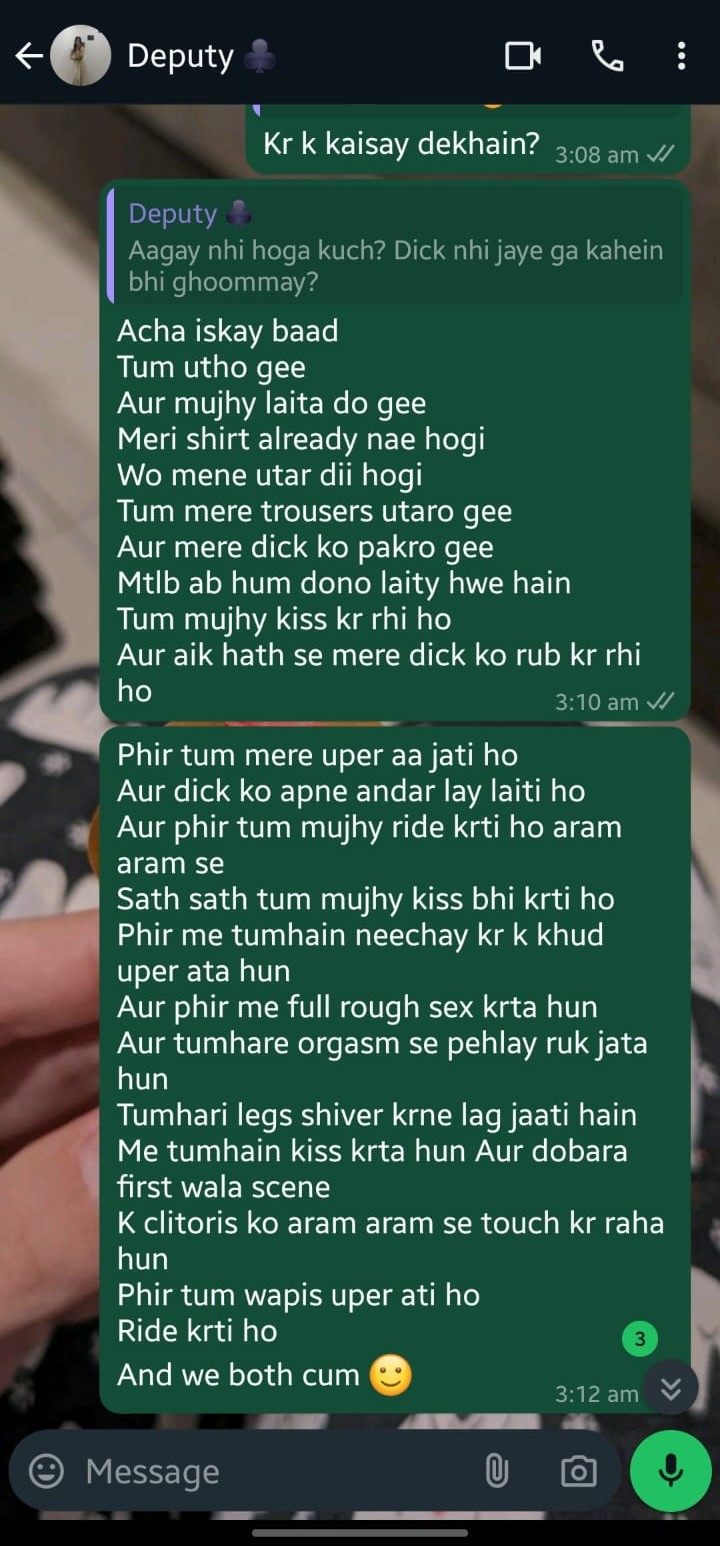 Deputy ♣
Kr k kaisay dekhain? 3:08 am
Deputy ♣
Aagay nhi hoga kuch? Dick nhi jaye ga kahein
bhi ghoommay?
Acha iskay baad
Tum utho gee
Aur mujhy laita do gee
Meri shirt already nae hogi
Wo mene utar dii hogi
Tum mere trousers utaro gee
Aur mere dick ko pakro gee
Mtlb ab hum dono laity hwe hain
Tum mujhy kiss kr rhi ho
Aur aik hath se mere dick ko rub kr rhi
ho 3:10 am
Phir tum mere uper aa jati ho
Aur dick ko apne andar lay laiti ho
Aur phir tum mujhy ride krti ho aram
aram se
Sath sath tum mujhy kiss bhi krti ho
Phir me tumhain neechay kr k khud
uper ata hun
Aur phir me full rough sex krta hun
Aur tumhare orgasm se pehlay ruk jata
hun
Tumhari legs shiver krne lag jaati hain
Me tumhain kiss krta hun Aur dobara
first wala scene
K clitoris ko aram aram se touch kr raha
hun
Phir tum wapis uper ati ho
Ride krti ho
3
And we both cum 🙂 3:12 am
Message